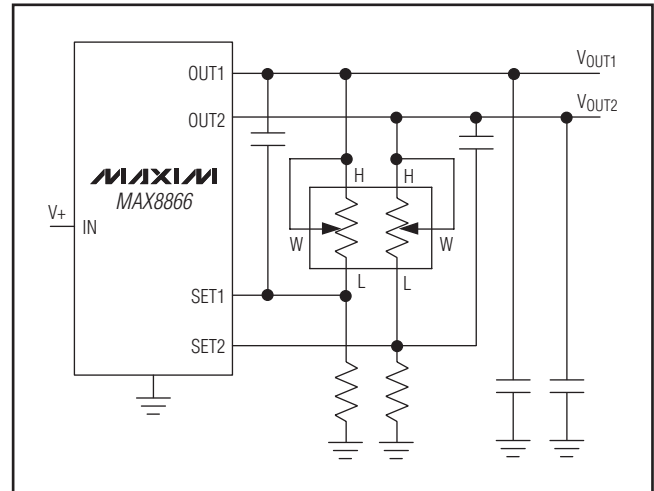 OUT1
VOUT1
OUT2
VOUT2
MAXIM
MAX8866
H
H
V+
IN
W
W
L
L
SET1
SET2